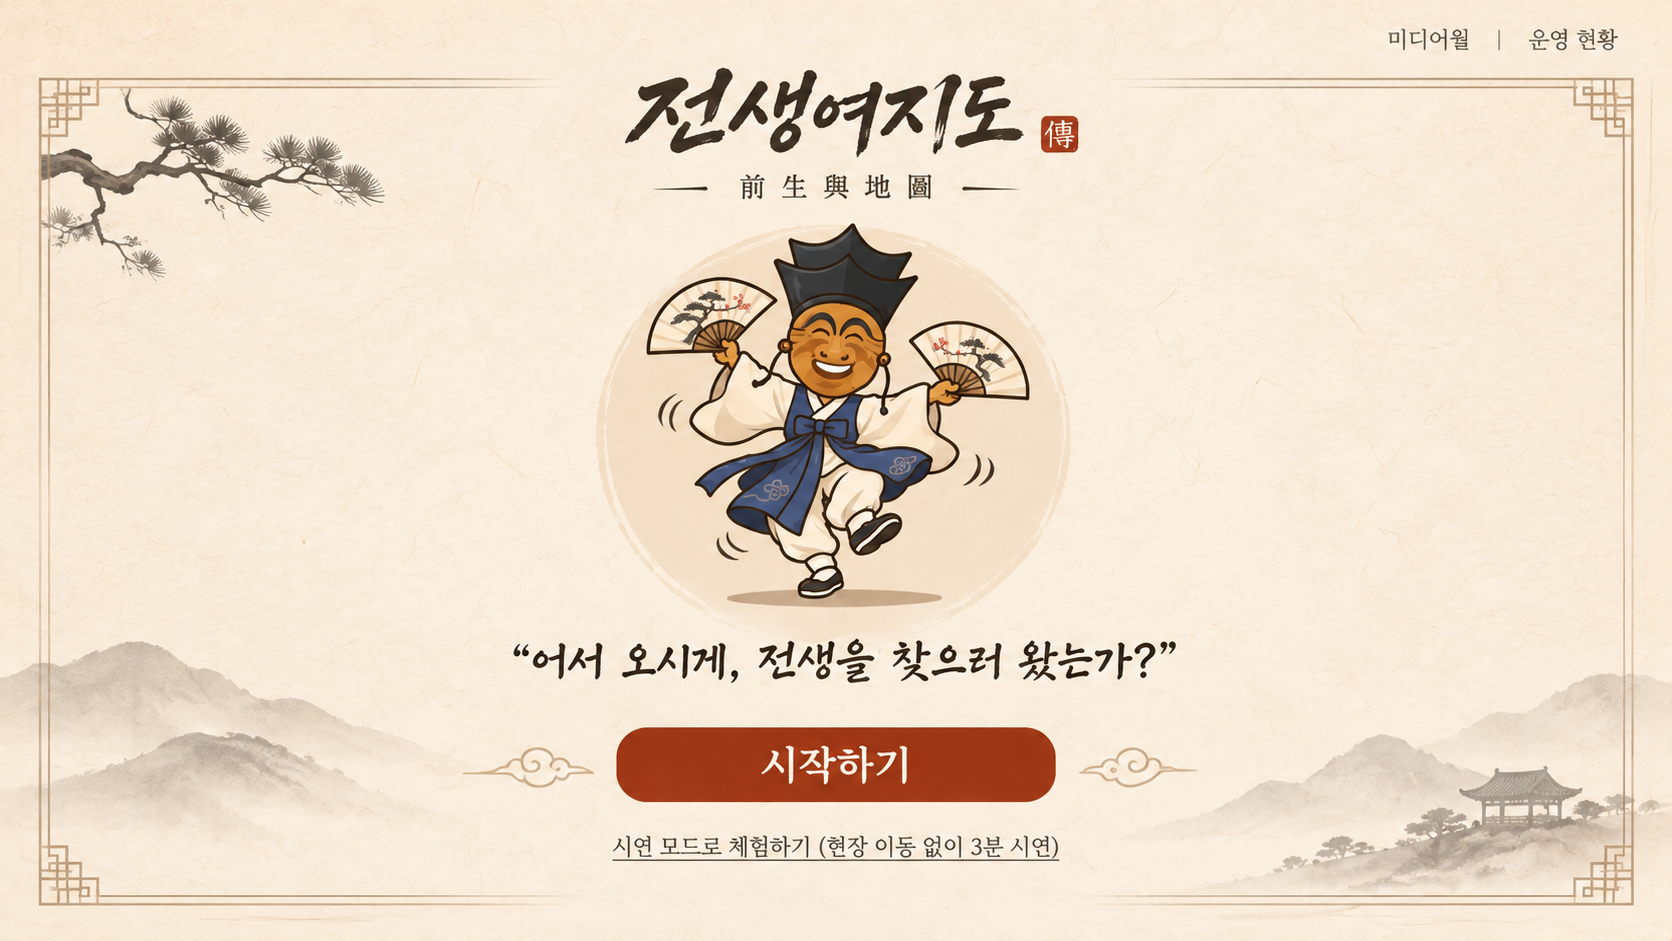 미디어월 | 운영 현황
전생여지도 傳
前生與地圖
“어서 오시게, 전생을 찾으러 왔는가?”
시작하기
시연 모드로 체험하기 (현장 이동 없이 3분 시연)